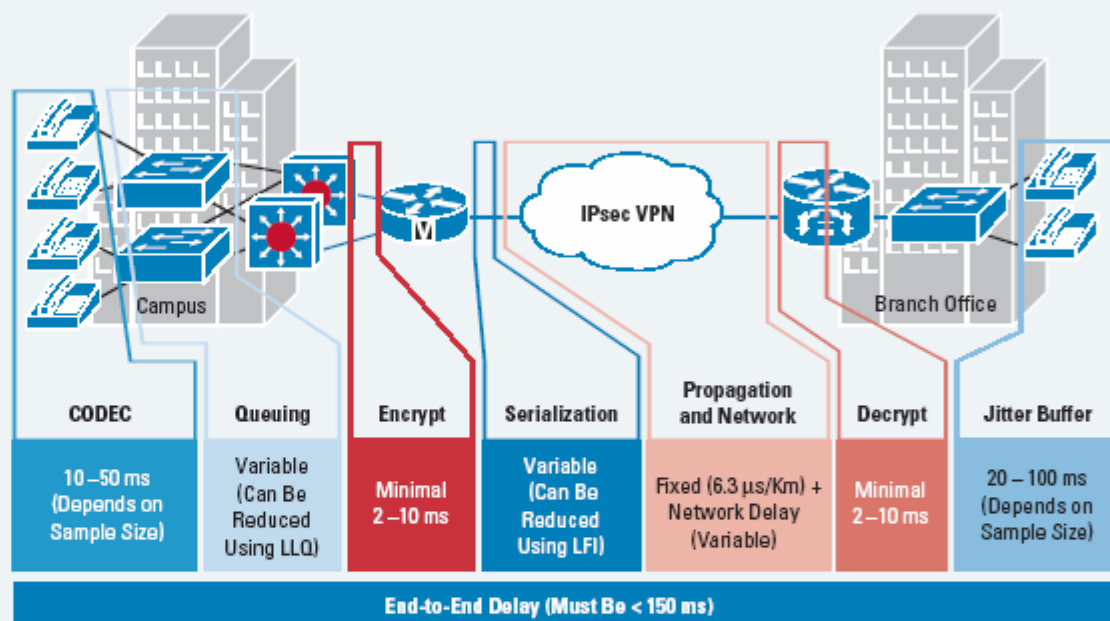 IPsec VPN
M
Campus
Branch Office
CODEC
Queuing
Encrypt
Serialization
Propagation
and Network
Decrypt
Jitter Buffer
10–50 ms
(Depends on
Sample Size)
Variable
(Can Be
Reduced
Using LLQ)
Minimal
2–10 ms
Variable
(Can Be
Reduced
Using LFI)
Fixed (6.3 µs/Km) +
Network Delay
(Variable)
Minimal
2–10 ms
20 – 100 ms
(Depends on
Sample Size)
End-to-End Delay (Must Be < 150 ms)